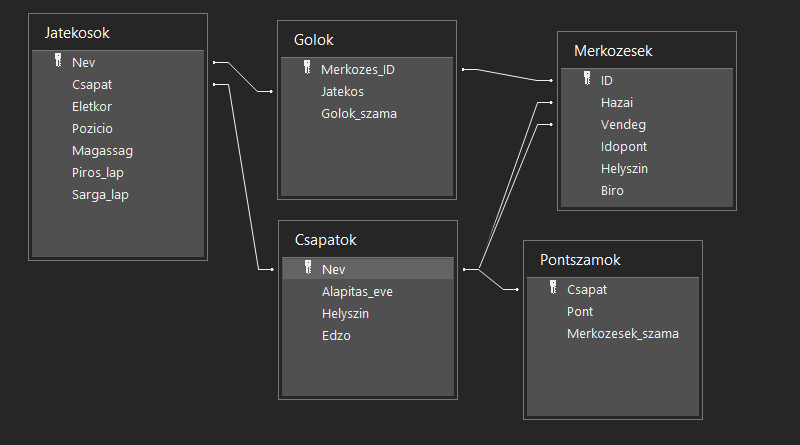 Jatekosok
Nev
Csapat
Eletkor
Pozicio
Magassag
Piros_lap
Sarga_lap
Golok
Merkozes_ID
Jatekos
Golok_szama
Merkozesek
ID
Hazai
Vendeg
Idopont
Helyszin
Biro
Csapatok
Nev
Alapitas_eve
Helyszin
Edzo
Pontszamok
Csapat
Pont
Merkozesek_szama